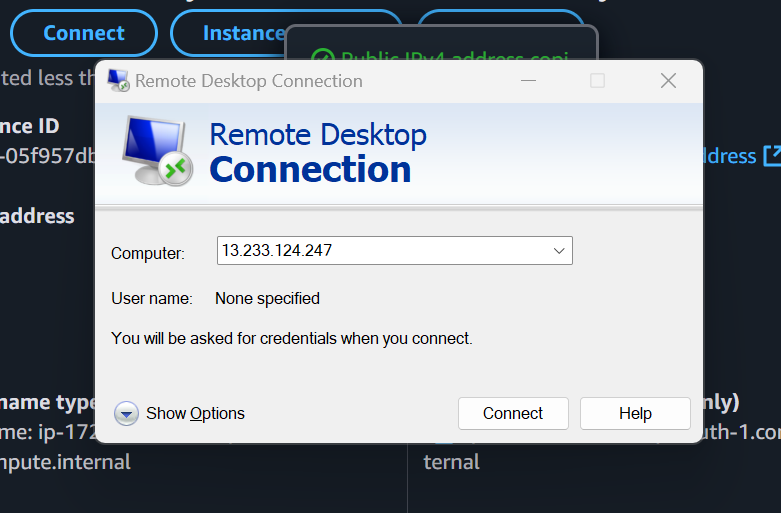 Connect
Instance
Public IPv4 address copi
ted less th
Remote Desktop Connection
nce ID
-05f957db
ddress
Remote Desktop
Connection
address
Computer:
13.233.124.247
User name:
None specified
You will be asked for credentials when you connect.
name type
nly)
Show Options
Connect
Help
me: ip-172
uth-1.co
mpute.internal
ternal